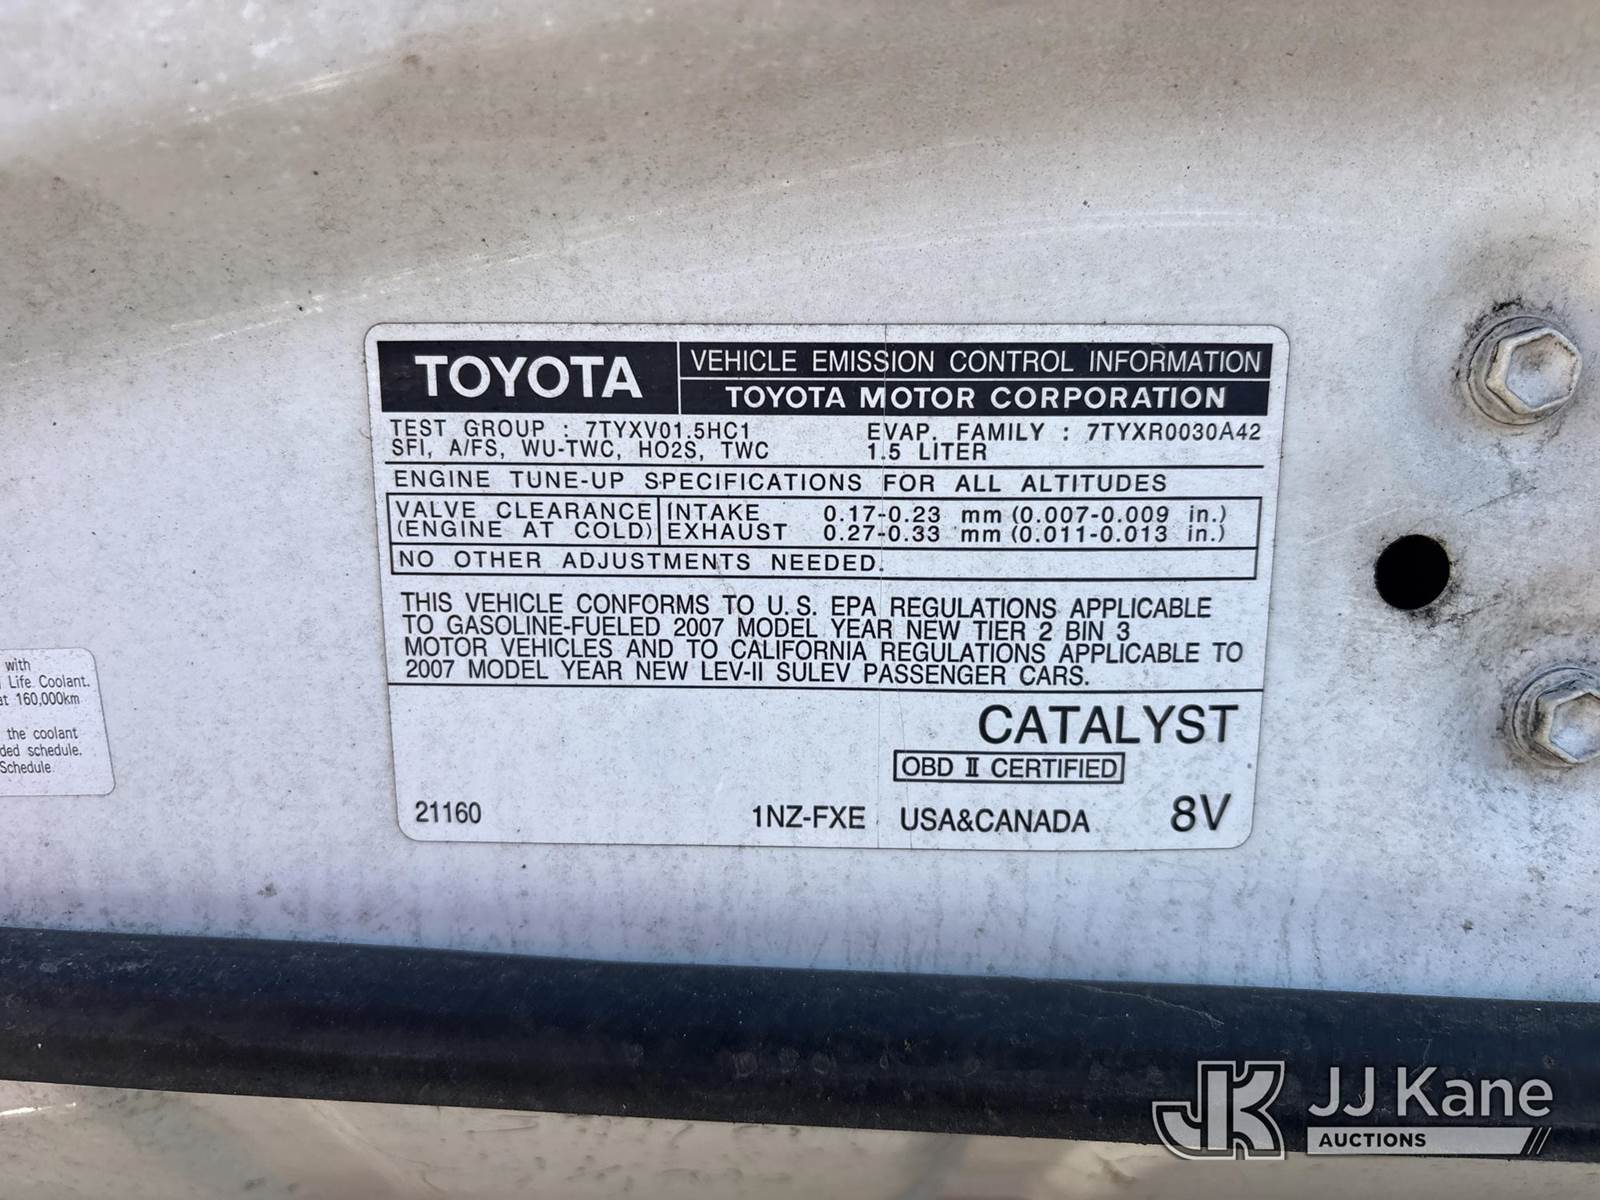 TOYOTA
VEHICLE EMISSION CONTROL INFORMATION
TOYOTA MOTOR CORPORATION
TEST GROUP : 7TYXV01.5HC1 EVAP. FAMILY : 7TYXR0030A42
SFI, A/FS, WU-TWC, HO2S, TWC 1.5 LITER
ENGINE TUNE-UP SPECIFICATIONS FOR ALL ALTITUDES
VALVE CLEARANCE INTAKE 0.17-0.23 mm (0.007-0.009 in.)
(ENGINE AT COLD) EXHAUST 0.27-0.33 mm (0.011-0.013 in.)
NO OTHER ADJUSTMENTS NEEDED.
THIS VEHICLE CONFORMS TO U.S. EPA REGULATIONS APPLICABLE
TO GASOLINE-FUELED 2007 MODEL YEAR NEW TIER 2 BIN 3
MOTOR VEHICLES AND TO CALIFORNIA REGULATIONS APPLICABLE TO
2007 MODEL YEAR NEW LEV-II SULEV PASSENGER CARS.
CATALYST
OBD II CERTIFIED
21160 1NZ-FXE USA&CANADA 8V
with
Life Coolant.
at 160,000km
the coolant
schedule.
Schedule.
JK JJ Kane
AUCTIONS